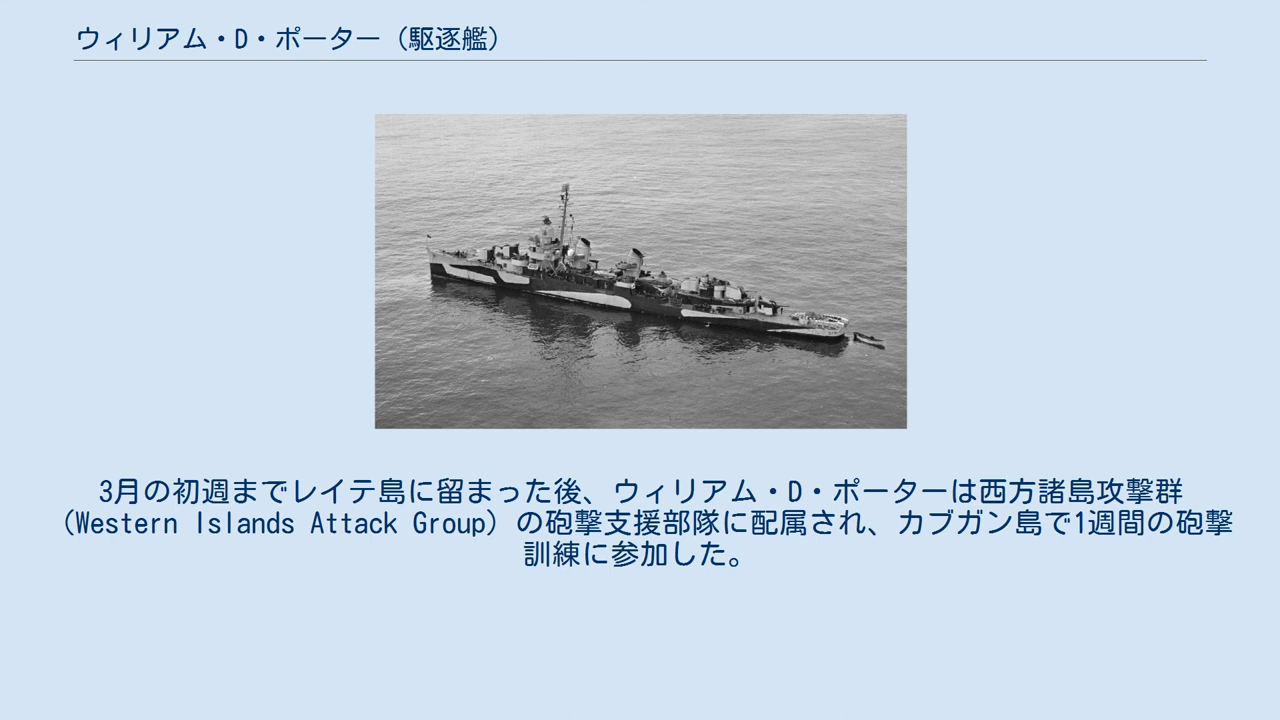 ウィリアム・D・ポーター（駆逐艦）
3月の初週までレイテ島に留まった後、ウィリアム・D・ポーターは西方諸島攻撃群
（Western Islands Attack Group）の砲撃支援部隊に配属され、カブガン島で1週間の砲撃
訓練に参加した。